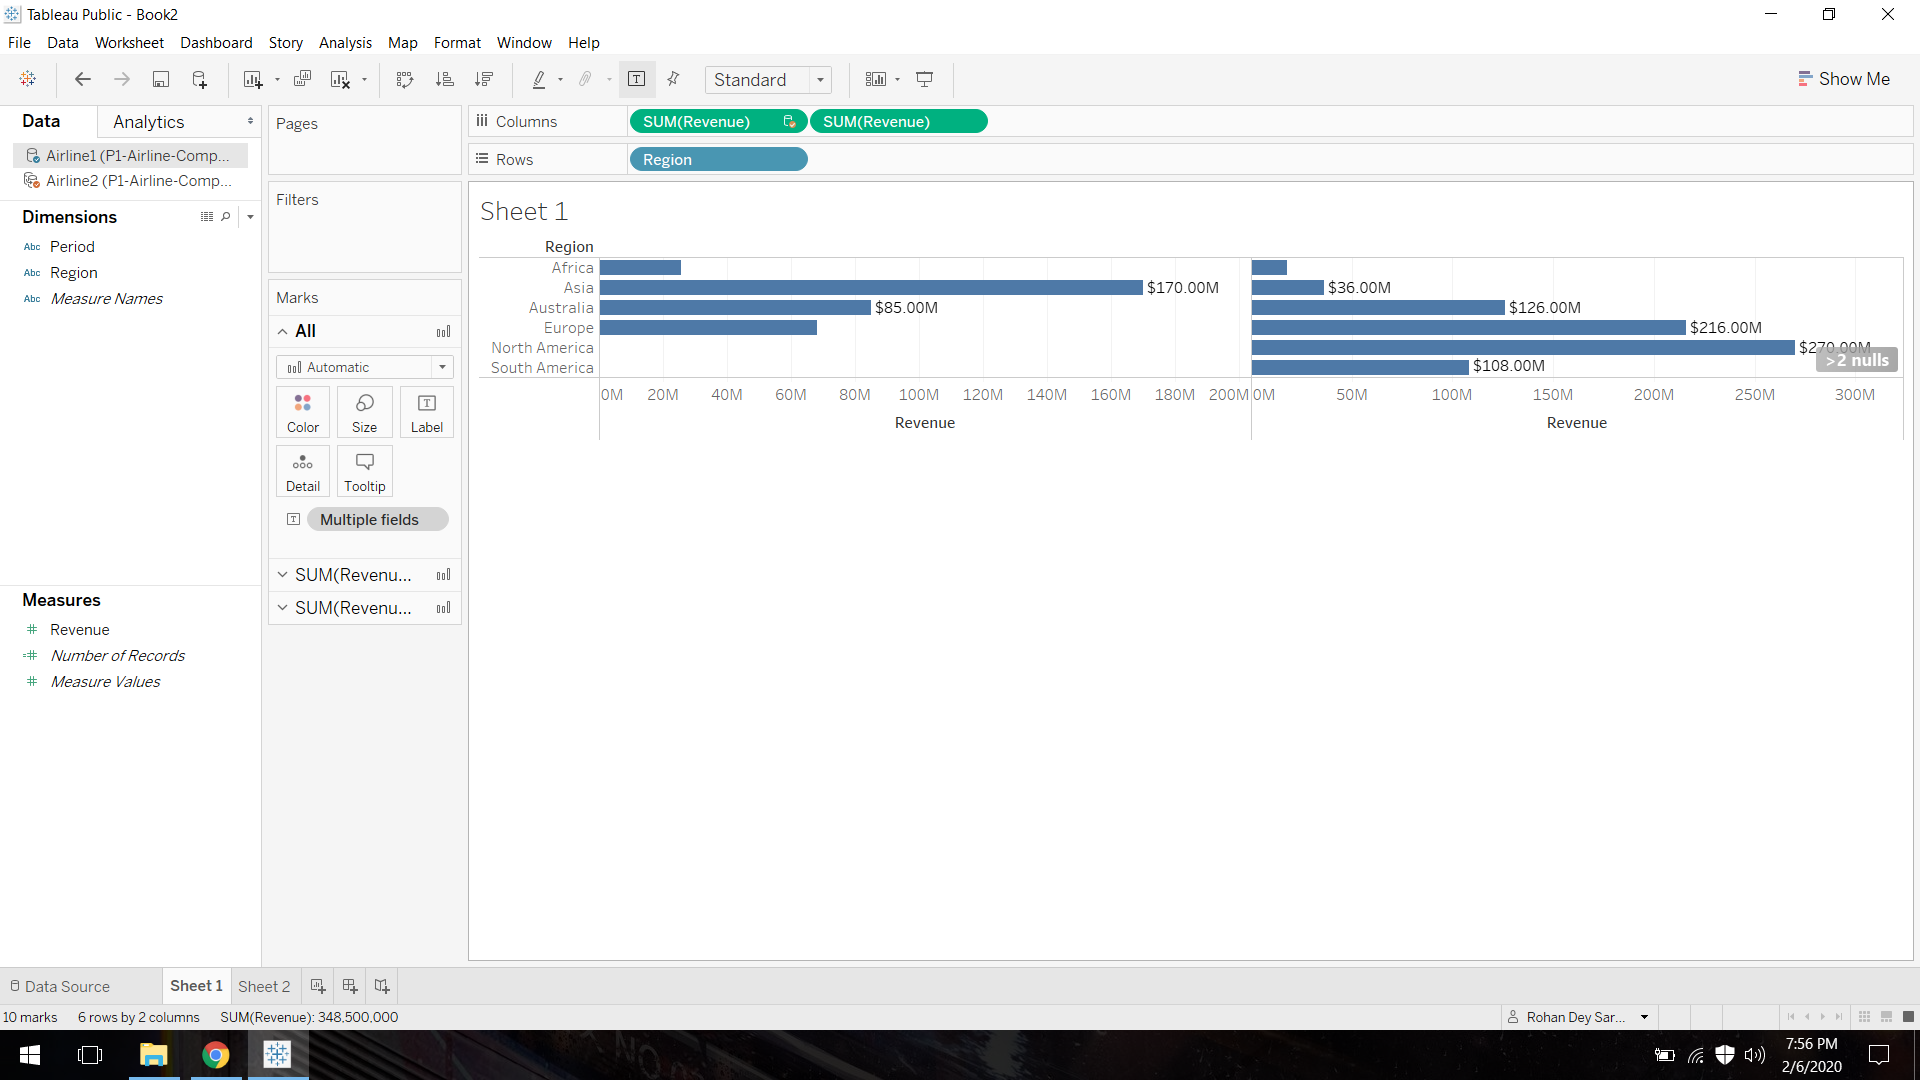 Tableau Public - Book2
File Data Worksheet Dashboard Story Analysis Map Format Window Help
Standard
Show Me
Data Analytics
Airline1 (P1-Airline-Comp...
Airline2 (P1-Airline-Comp...
Dimensions
Abc Period
Abc Region
Abc Measure Names
Measures
Revenue
Number of Records
Measure Values
Pages
Filters
Marks
All
Automatic
Color Size Label
Detail Tooltip
Multiple fields
SUM(Revenu...
SUM(Revenu...
Columns SUM(Revenue) SUM(Revenue)
Rows Region
Sheet 1
Region
Africa
Asia $170.00M $36.00M
Australia $85.00M $126.00M
Europe $216.00M
North America $270.00M
>2 nulls
South America $108.00M
0M 20M 40M 60M 80M 100M 120M 140M 160M 180M 200M 0M 50M 100M 150M 200M 250M 300M
Revenue Revenue
Data Source Sheet 1 Sheet 2
10 marks 6 rows by 2 columns SUM(Revenue): 348,500,000
Rohan Dey Sar...
7:56 PM
2/6/2020